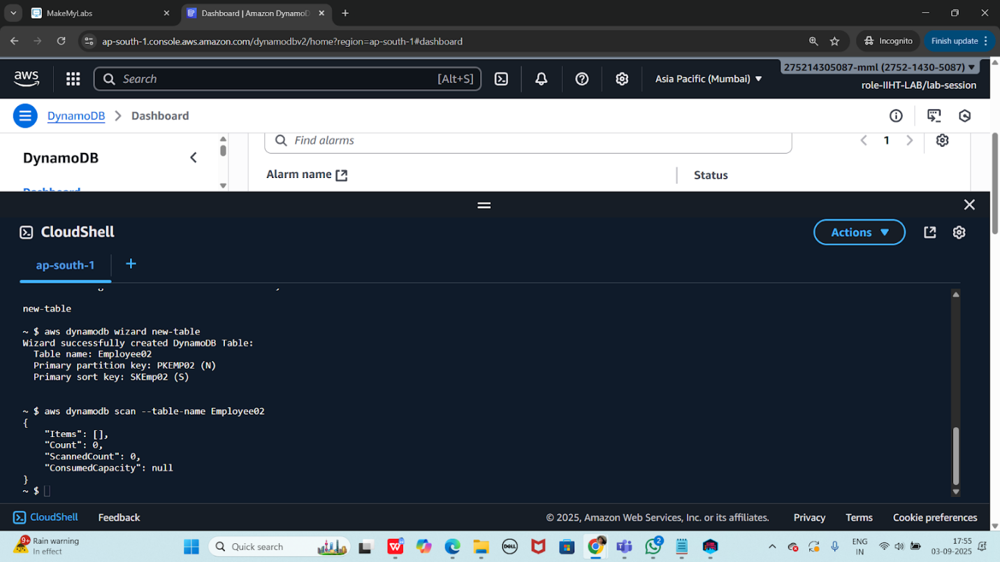 MakeMyLabs
Dashboard | Amazon DynamoD
ap-south-1.console.aws.amazon.com/dynamodbv2/home?region=ap-south-1#dashboard
Incognito
Finish update
aws
Search
[Alt+S]
Asia Pacific (Mumbai)
275214305087-mml (2752-1430-5087)
role-IIHT-LAB/lab-session
DynamoDB
Dashboard
DynamoDB
Dashboard
Find alarms
1
Alarm name
Status
CloudShell
Actions
ap-south-1
+
new-table
~ $ aws dynamodb wizard new-table
Wizard successfully created DynamoDB Table:
Table name: Employee02
Primary partition key: PKEMP02 (N)
Primary sort key: SKEmp02 (S)
~ $ aws dynamodb scan --table-name Employee02
{
"Items": [],
"Count": 0,
"ScannedCount": 0,
"ConsumedCapacity": null
}
~ $
CloudShell
Feedback
© 2025, Amazon Web Services, Inc. or its affiliates.
Privacy
Terms
Cookie preferences
9+
Rain warning
In effect
Quick search
DELL
2
ENG
IN
17:55
03-09-2025